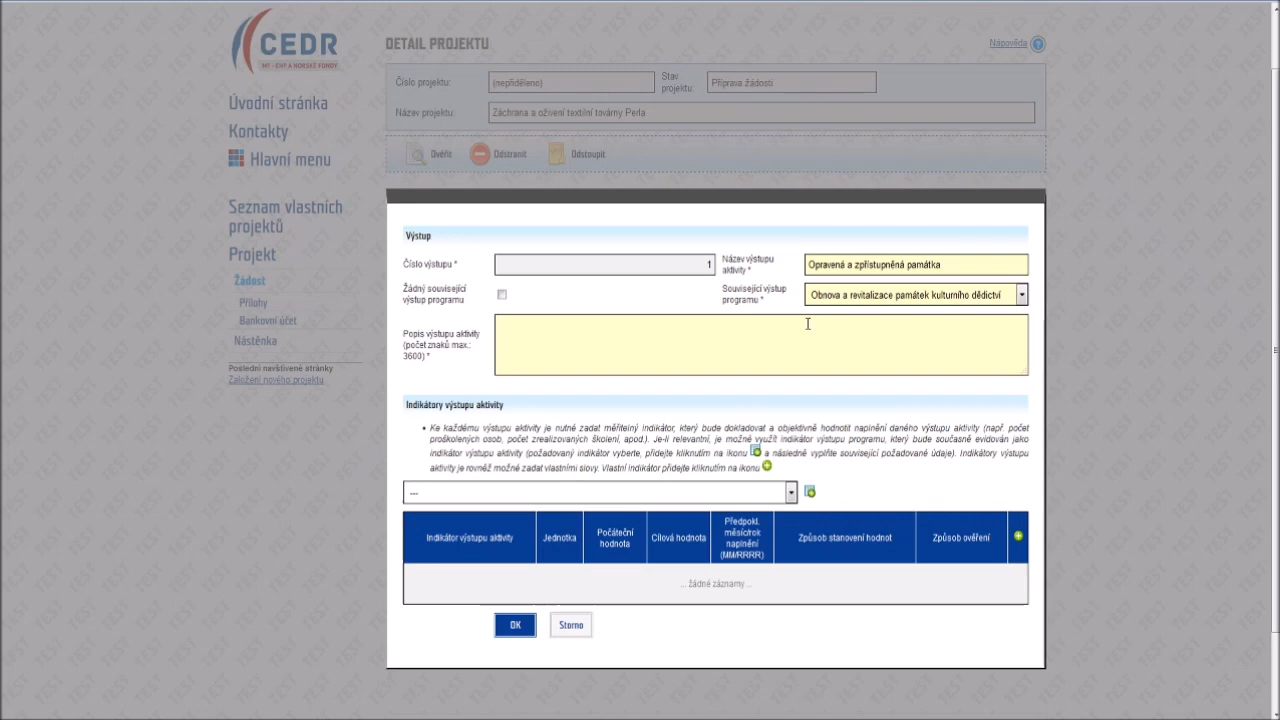 CEDR
MF - EHP A NORSKÉ FONDY
Úvodní stránka
Kontakty
Hlavní menu
Seznam vlastních
projektů
Projekt
Žádost
Přílohy
Bankovní účet
Nástěnka
Poslední navštívené stránky
Založení nového projektu
DETAIL PROJEKTU
Nápověda
Číslo projektu:
(nepřiděleno)
Stav
projektu:
Příprava žádosti
Název projektu:
Záchrana a oživení textilní továrny Perla
Ověřit
Odstranit
Odstoupit
Výstup
Číslo výstupu *
1
Název výstupu
aktivity *
Opravená a zpřístupněná památka
Žádný související
výstup programu
Související výstup
programu *
Obnova a revitalizace památek kulturního dědictví
Popis výstupu aktivity
(počet znaků max.:
3600) *
Indikátory výstupu aktivity
• Ke každému výstupu aktivity je nutné zadat měřitelný indikátor, který bude dokladovat a objektivně hodnotit naplnění daného výstupu aktivity (např. počet
proškolených osob, počet zrealizovaných školení, apod.). Je-li relevantní, je možné využít indikátor výstupu programu, který bude současně evidován jako
indikátor výstupu aktivity (požadovaný indikátor vyberte, přidejte kliknutím na ikonu a následně vyplňte související požadované údaje). Indikátory výstupu
aktivity je rovněž možné zadat vlastními slovy. Vlastní indikátor přidejte kliknutím na ikonu
---
Indikátor výstupu aktivity
Jednotka
Počáteční
hodnota
Cílová hodnota
Předpokl.
měsíc/rok
naplnění
(MM/RRRR)
Způsob stanovení hodnot
Způsob ověření
... žádné záznamy ...
OK
Storno
TEST